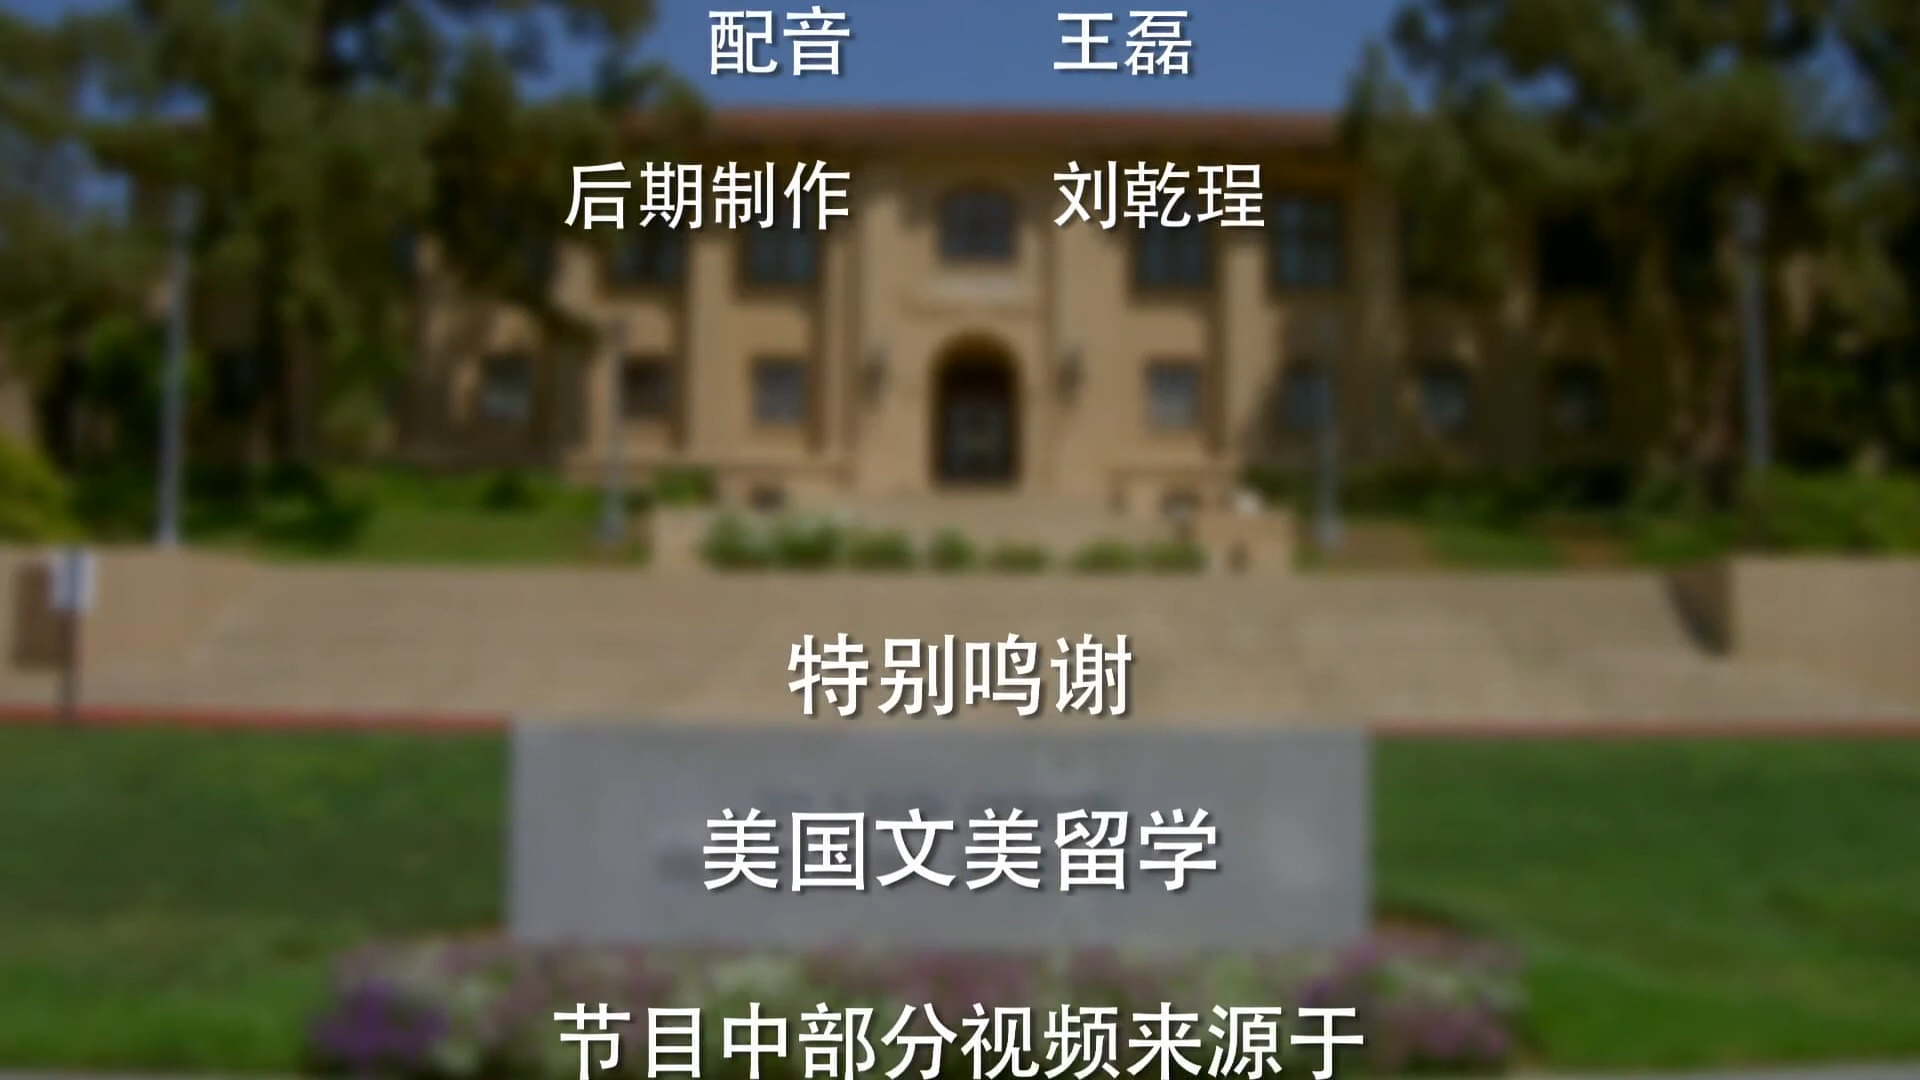 配音 王磊
后期制作 刘乾珵
特别鸣谢
美国文美留学
节目中部分视频来源于